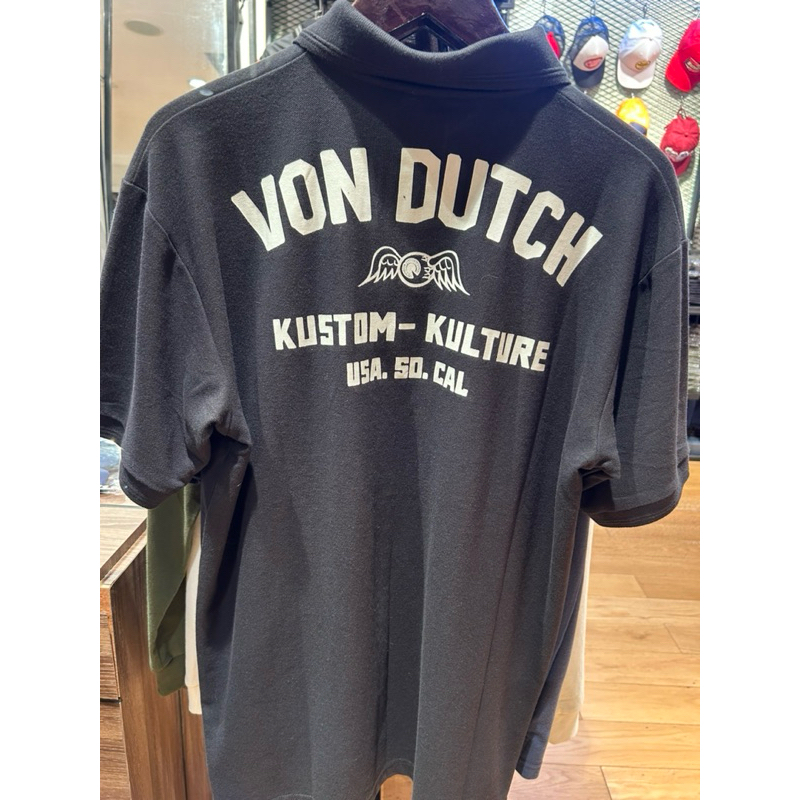 VON DUTCH
KUSTOM- KULTURE
USA. SO. CAL